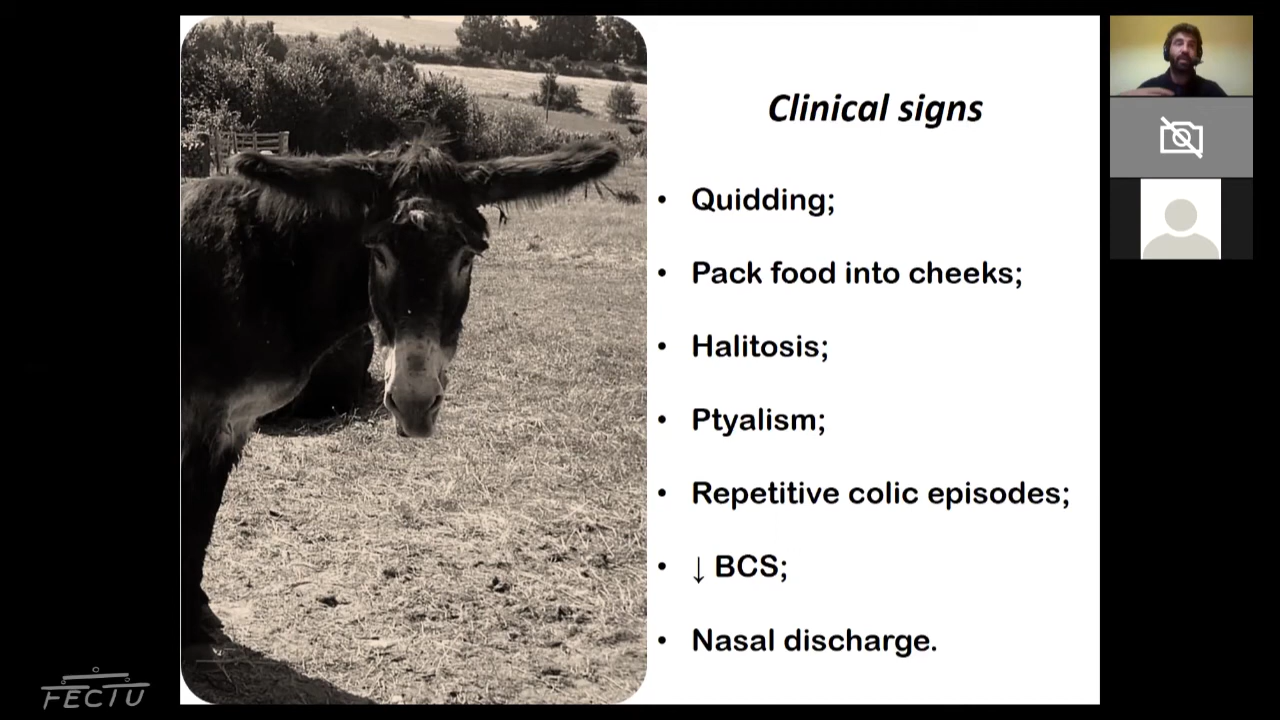 Clinical signs
• Quidding;
• Pack food into cheeks;
• Halitosis;
• Ptyalism;
• Repetitive colic episodes;
• ↓ BCS;
• Nasal discharge.
FECTU